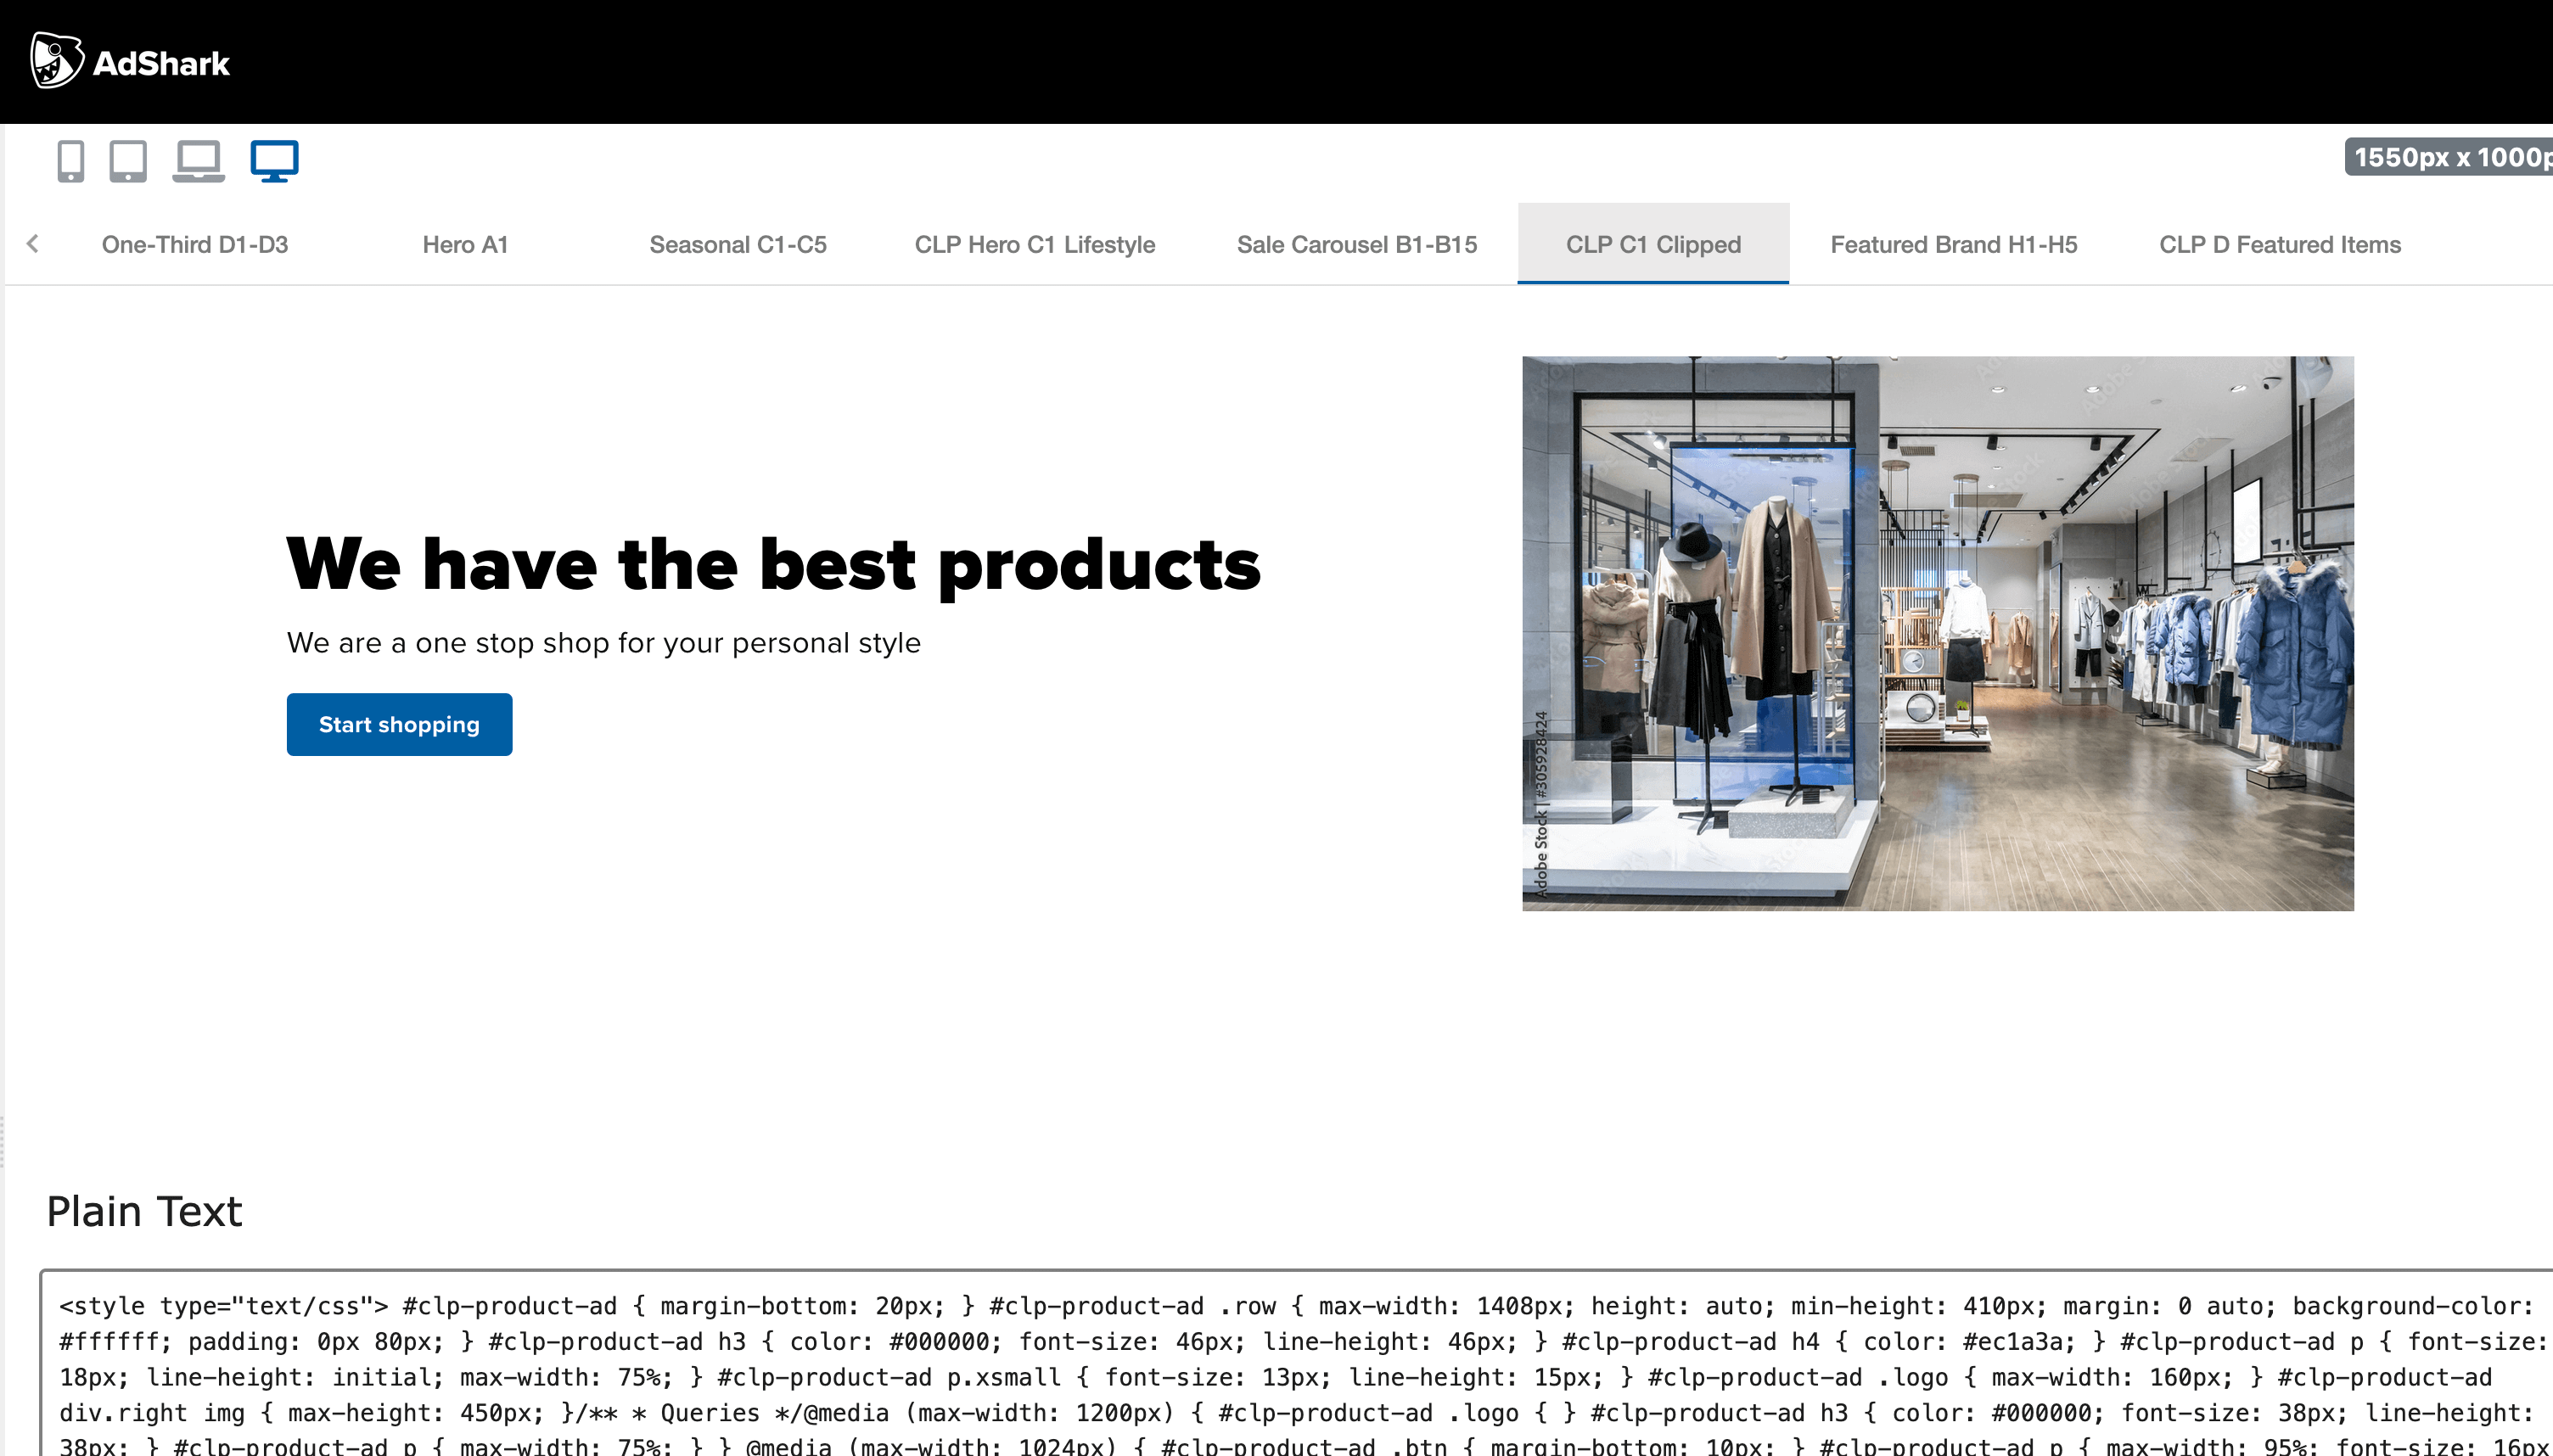 AdShark
1550px x 1000p
One-Third D1-D3
Hero A1
Seasonal C1-C5
CLP Hero C1 Lifestyle
Sale Carousel B1-B15
CLP C1 Clipped
Featured Brand H1-H5
CLP D Featured Items
We have the best products
We are a one stop shop for your personal style
Start shopping
Adobe Stock | #305928424
Plain Text
<style type="text/css"> #clp-product-ad { margin-bottom: 20px; } #clp-product-ad .row { max-width: 1408px; height: auto; min-height: 410px; margin: 0 auto; background-color:
#ffffff; padding: 0px 80px; } #clp-product-ad h3 { color: #000000; font-size: 46px; line-height: 46px; } #clp-product-ad h4 { color: #ec1a3a; } #clp-product-ad p { font-size:
18px; line-height: initial; max-width: 75%; } #clp-product-ad p.xsmall { font-size: 13px; line-height: 15px; } #clp-product-ad .logo { max-width: 160px; } #clp-product-ad
div.right img { max-height: 450px; }/** * Queries */@media (max-width: 1200px) { #clp-product-ad .logo { } #clp-product-ad h3 { color: #000000; font-size: 38px; line-height:
38px; } #clp-product-ad p { max-width: 75%; } } @media (max-width: 1024px) { #clp-product-ad .btn { margin-bottom: 10px; } #clp-product-ad p { max-width: 95%; font-size: 16px